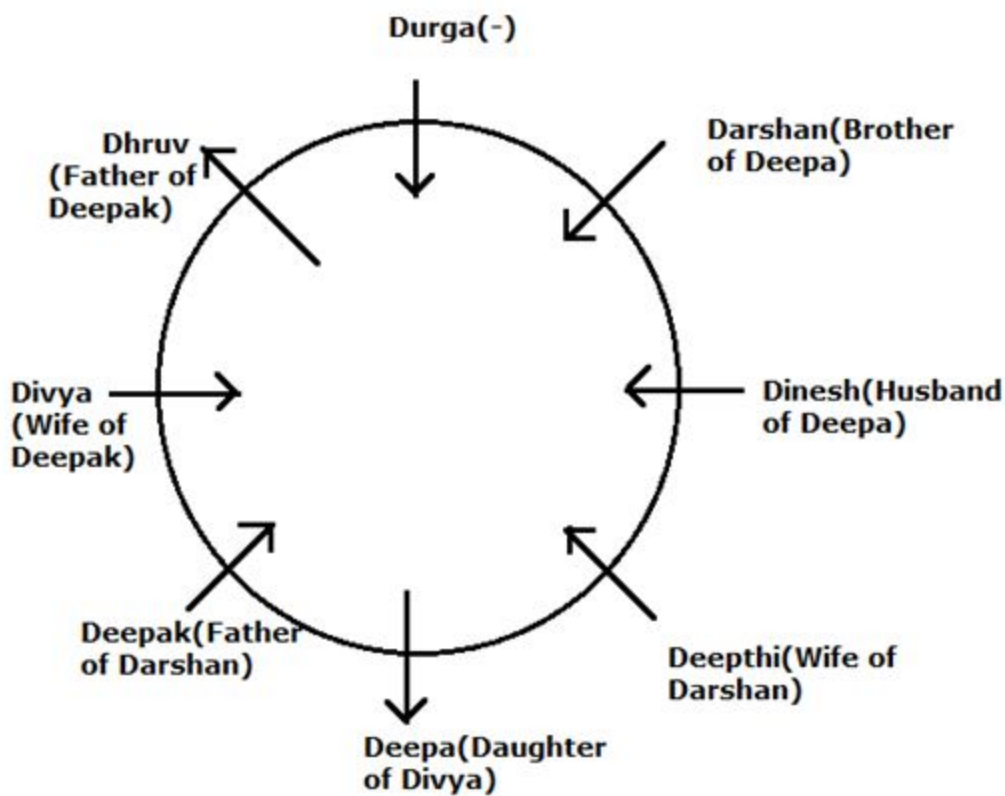 Durga(-)
Dhruv
(Father of
Deepak)
Darshan(Brother
of Deepa)
Divya
(Wife of
Deepak)
Dinesh(Husband
of Deepa)
Deepak(Father
of Darshan)
Deepthi(Wife of
Darshan)
Deepa(Daughter
of Divya)